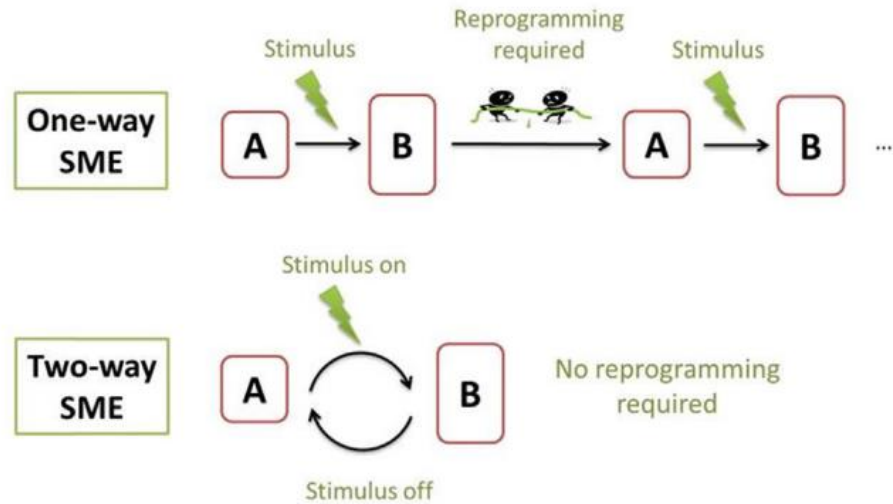 Stimulus
Reprogramming
required
Stimulus
One-way
SME
A
B
A
B
...
Stimulus on
Two-way
SME
A
B
No reprogramming
required
Stimulus off